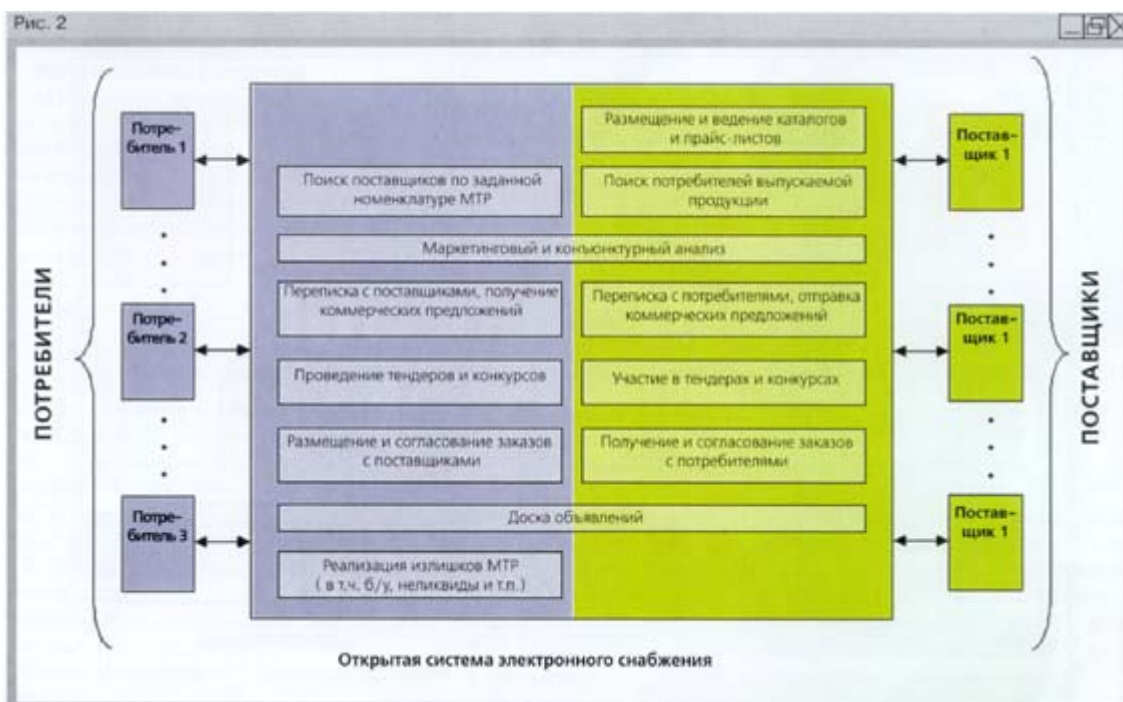 Рис. 2
ПОТРЕБИТЕЛИ
Потре-
битель 1
Потре-
битель 2
Потре-
битель 3
Поиск поставщиков по заданной
номенклатуре МТР
Размещение и ведение каталогов
и прайс-листов
Поиск потребителей выпускаемой
продукции
Маркетинговый и конъюнктурный анализ
Переписка с поставщиками, получение
коммерческих предложений
Переписка с потребителями, отправка
коммерческих предложений
Проведение тендеров и конкурсов
Участие в тендерах и конкурсах
Размещение и согласование заказов
с поставщиками
Получение и согласование заказов
с потребителями
Доска объявлений
Реализация излишков МТР
( в т.ч. б/у, неликвиды и т.п.)
Постав-
щик 1
Постав-
щик 1
Постав-
щик 1
ПОСТАВЩИКИ
Открытая система электронного снабжения